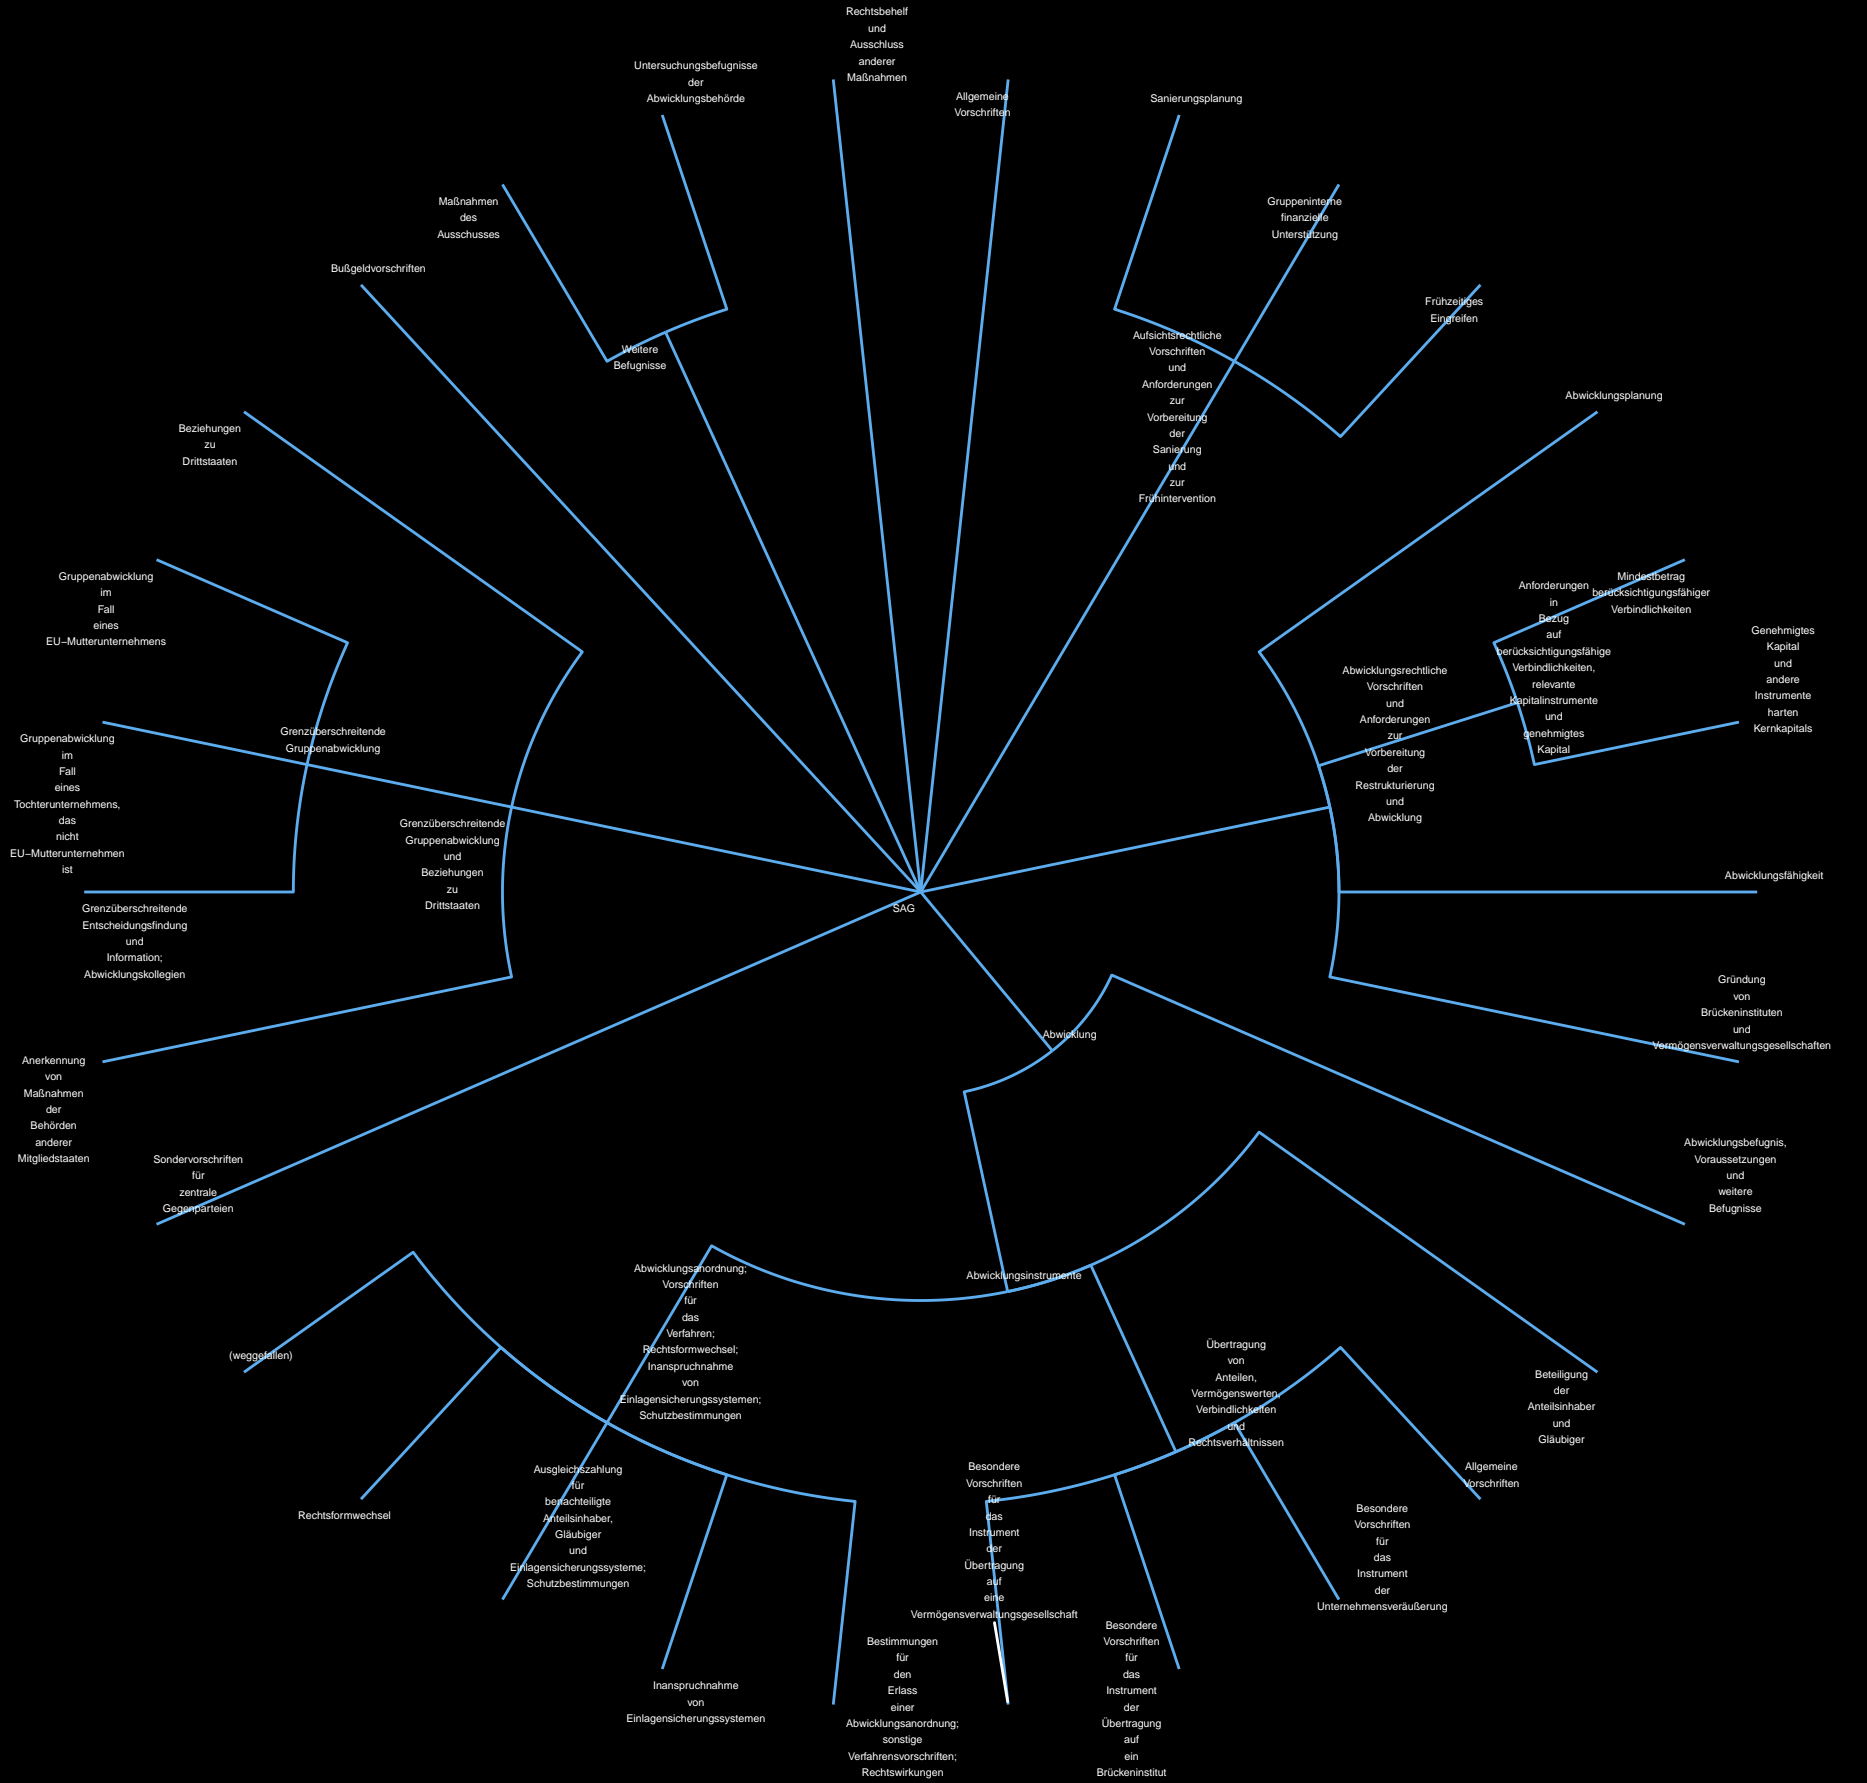 Rechtsbehelf
und
Ausschluss
anderer
Maßnahmen
Untersuchungsbefugnisse
der
Abwicklungsbehörde
Allgemeine
Vorschriften
Sanierungsplanung
Maßnahmen
des
Ausschusses
Gruppeninterne
finanzielle
Unterstützung
Bußgeldvorschriften
Frühzeitiges
Eingreifen
Weitere
Befugnisse
Aufsichtsrechtliche
Vorschriften
und
Anforderungen
zur
Vorbereitung
der
Sanierung
und
zur
Frühintervention
Abwicklungsplanung
Beziehungen
zu
Drittstaaten
Gruppenabwicklung
im
Fall
eines
EU–Mutterunternehmens
Mindestbetrag
berücksichtigungsfähiger
Verbindlichkeiten
Anforderungen
in
Bezug
auf
berücksichtigungsfähige
Verbindlichkeiten,
relevante
Kapitalinstrumente
und
genehmigtes
Kapital
Genehmigtes
Kapital
und
andere
Instrumente
harten
Kernkapitals
Abwicklungsrechtliche
Vorschriften
und
Anforderungen
zur
Vorbereitung
der
Restrukturierung
und
Abwicklung
Grenzüberschreitende
Gruppenabwicklung
Gruppenabwicklung
im
Fall
eines
Tochterunternehmens,
das
nicht
EU–Mutterunternehmen
ist
Grenzüberschreitende
Gruppenabwicklung
und
Beziehungen
zu
Drittstaaten
Abwicklungsfähigkeit
SAG
Grenzüberschreitende
Entscheidungsfindung
und
Information;
Abwicklungskollegien
Gründung
von
Brückeninstituten
und
Vermögensverwaltungsgesellschaften
Abwicklung
Anerkennung
von
Maßnahmen
der
Behörden
anderer
Mitgliedstaaten
Abwicklungsbefugnis,
Voraussetzungen
und
weitere
Befugnisse
Sondervorschriften
für
zentrale
Gegenparteien
Abwicklungsanordnung;
Vorschriften
für
das
Verfahren;
Rechtsformwechsel;
Inanspruchnahme
von
Einlagensicherungssystemen;
Schutzbestimmungen
Abwicklungsinstrumente
(weggefallen)
Übertragung
von
Anteilen,
Vermögenswerten,
Verbindlichkeiten
und
Rechtsverhältnissen
Beteiligung
der
Anteilsinhaber
und
Gläubiger
Rechtsformwechsel
Ausgleichszahlung
für
benachteiligte
Anteilsinhaber,
Gläubiger
und
Einlagensicherungssysteme;
Schutzbestimmungen
Besondere
Vorschriften
für
das
Instrument
der
Übertragung
auf
eine
Vermögensverwaltungsgesellschaft
Allgemeine
Vorschriften
Besondere
Vorschriften
für
das
Instrument
der
Unternehmensveräußerung
Inanspruchnahme
von
Einlagensicherungssystemen
Bestimmungen
für
den
Erlass
einer
Abwicklungsanordnung;
sonstige
Verfahrensvorschriften;
Rechtswirkungen
Besondere
Vorschriften
für
das
Instrument
der
Übertragung
auf
ein
Brückeninstitut